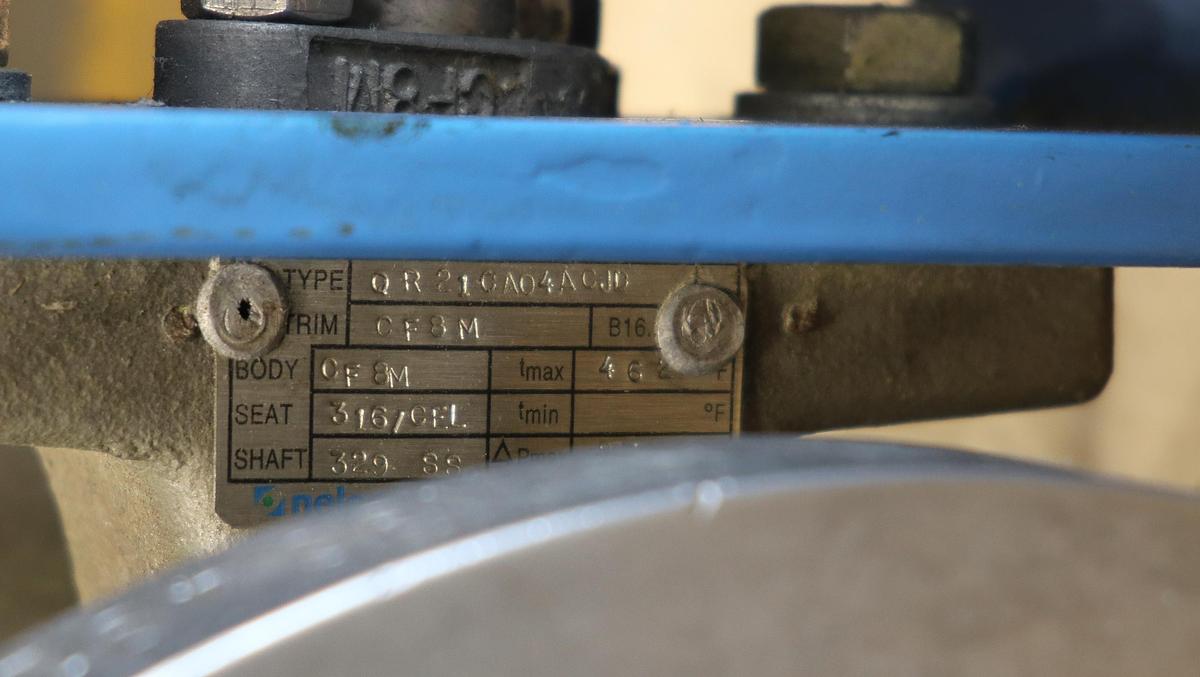 TYPE QR21CA04ACJD
TRIM CF8M B16.
BODY CF8M tmax 462 F
SEAT 316/CEL tmin °F
SHAFT 329 SS